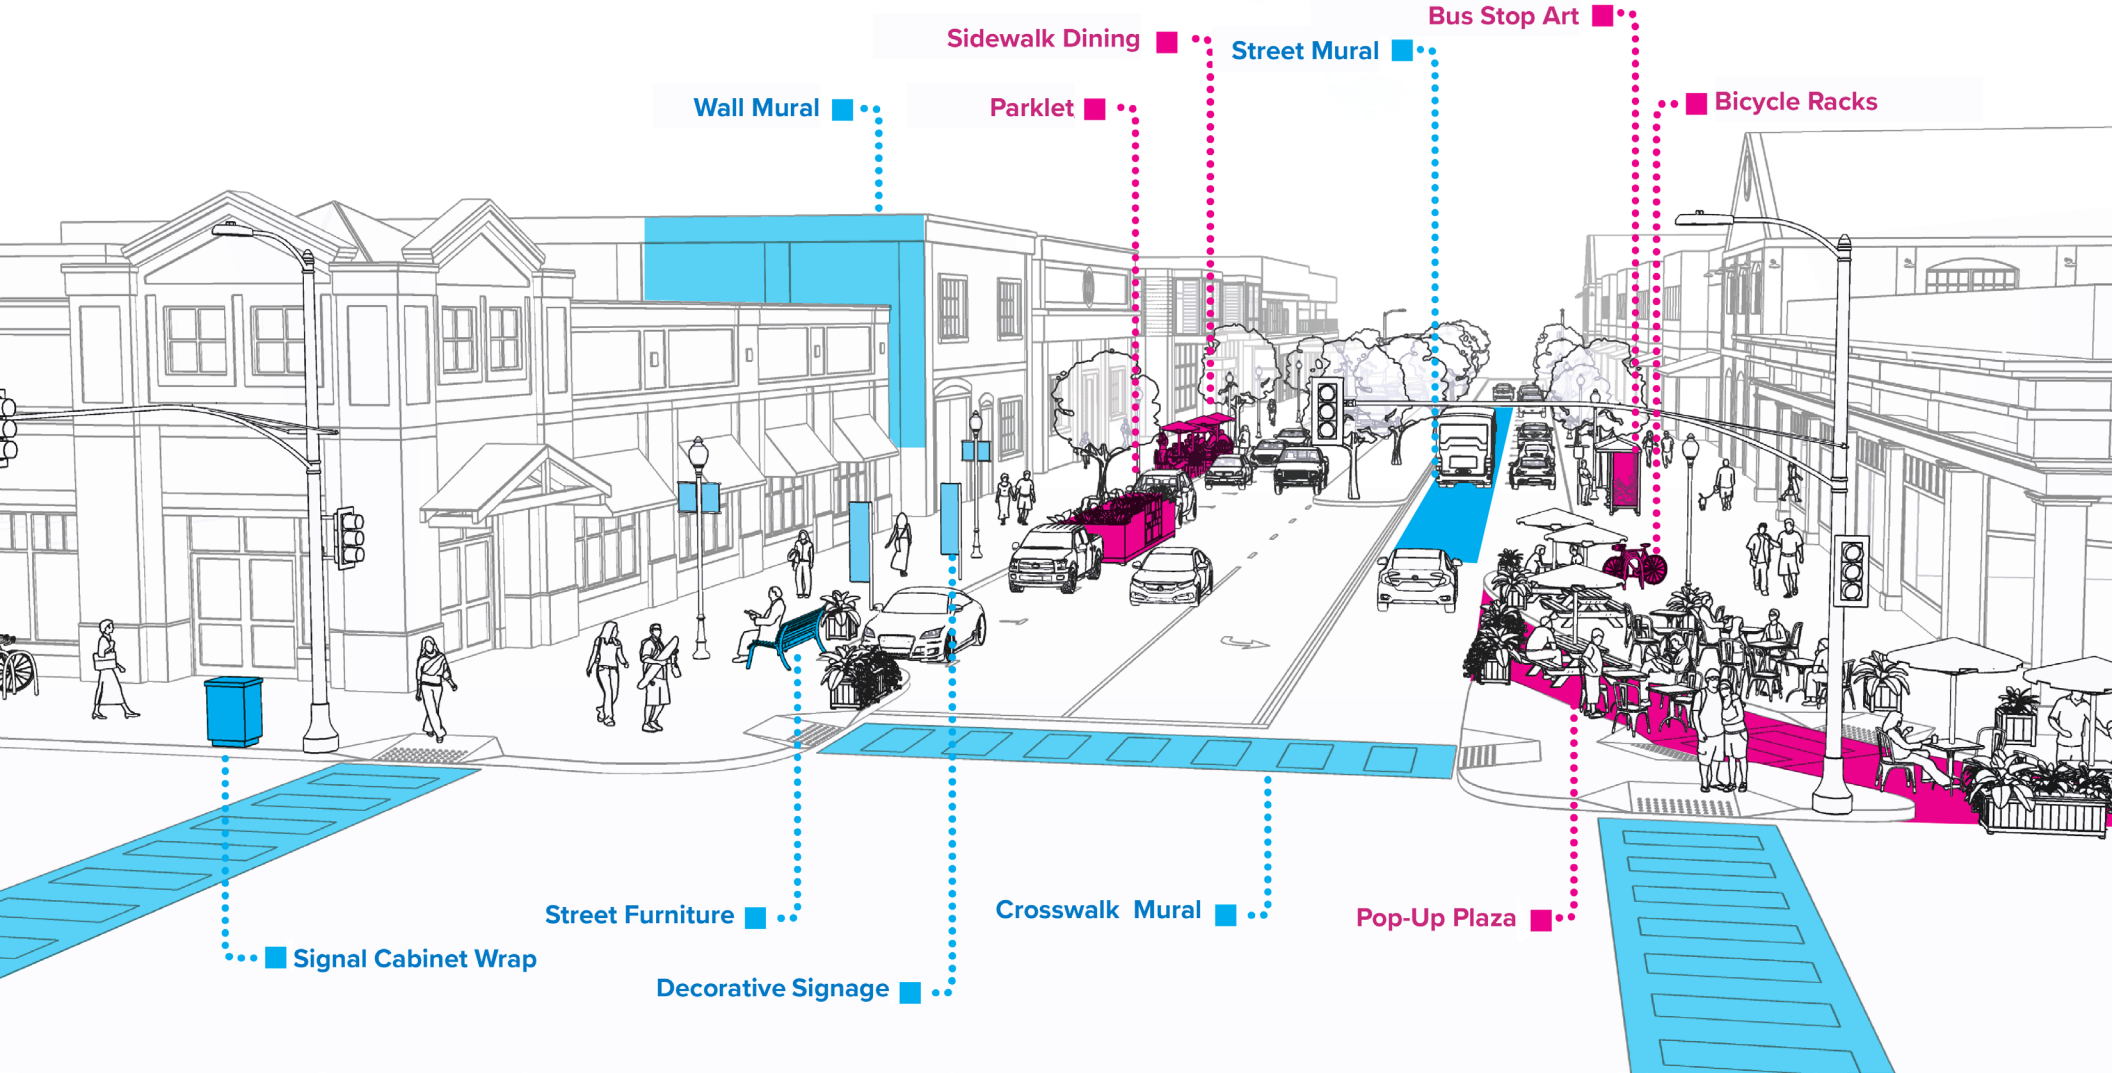 Bus Stop Art
Sidewalk Dining
Street Mural
Wall Mural
Parklet
Bicycle Racks
Street Furniture
Crosswalk Mural
Pop-Up Plaza
Signal Cabinet Wrap
Decorative Signage